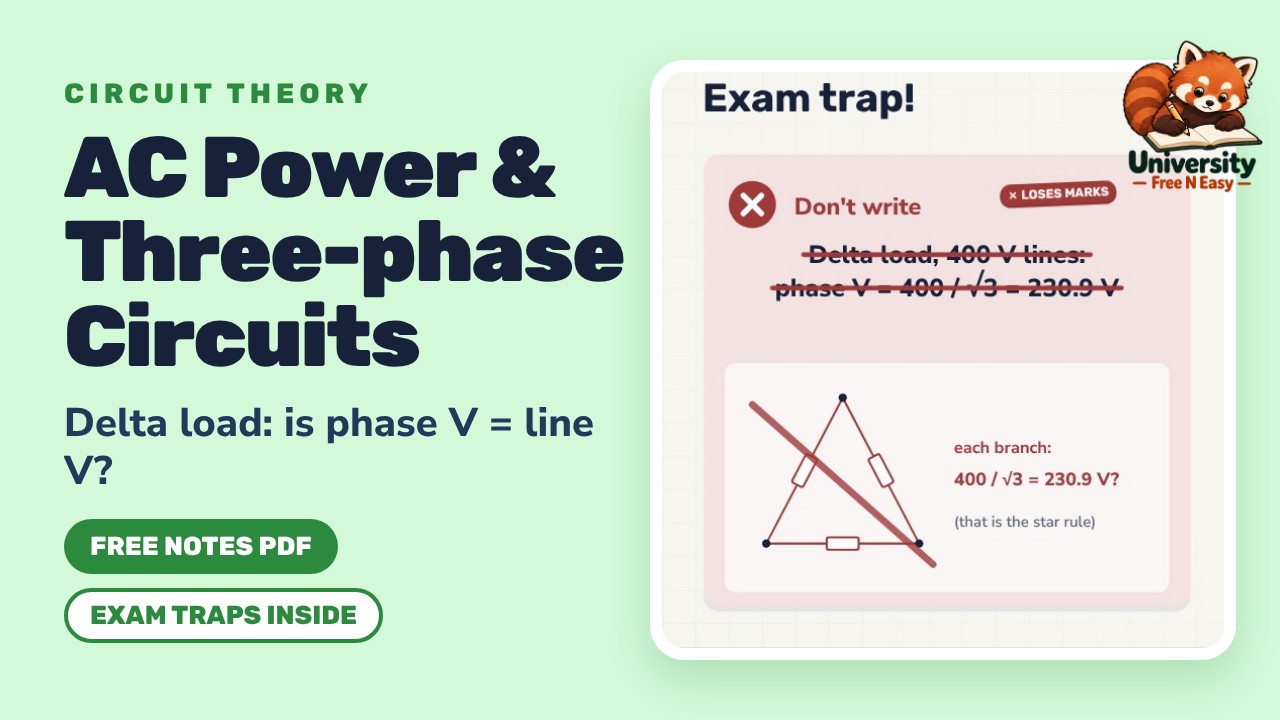 CIRCUIT THEORY
AC Power &
Three-phase
Circuits
Delta load: is phase V = line
V?
FREE NOTES PDF
EXAM TRAPS INSIDE
Exam trap!
Don't write
× LOSES MARKS
Delta load, 400 V lines:
phase V = 400 / √3 = 230.9 V
each branch:
400 / √3 = 230.9 V?
(that is the star rule)
University
Free N Easy